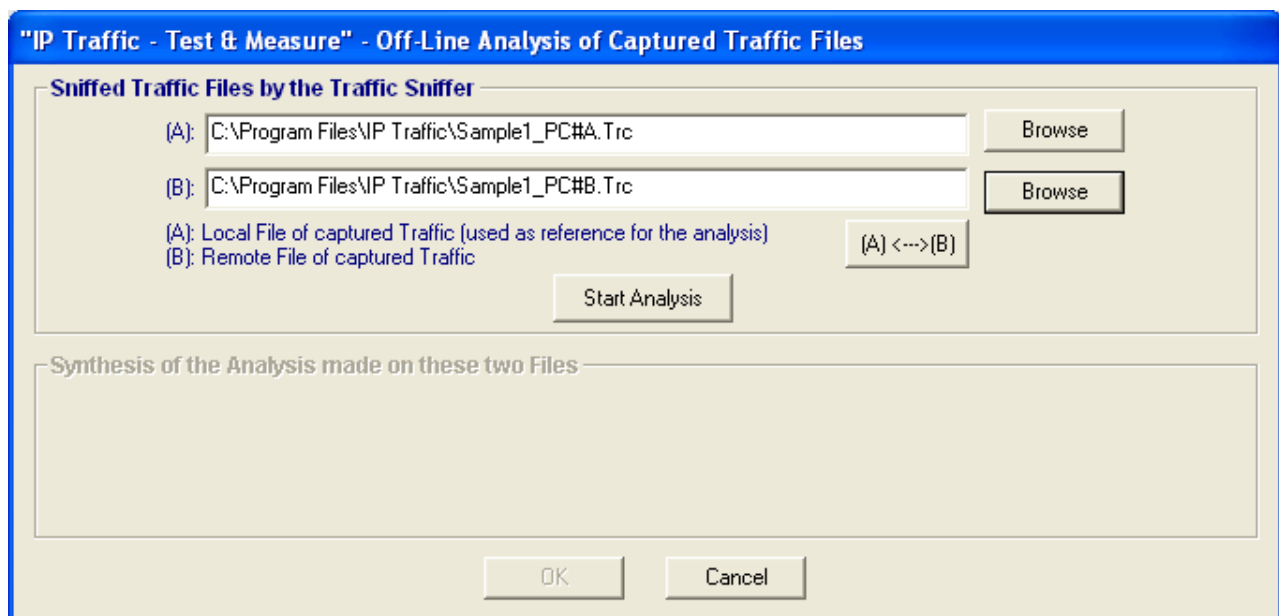 "IP Traffic - Test & Measure" - Off-Line Analysis of Captured Traffic Files
Sniffed Traffic Files by the Traffic Sniffer
(A): C:\Program Files\IP Traffic\Sample1_PC#A.Trc Browse
(B): C:\Program Files\IP Traffic\Sample1_PC#B.Trc Browse
(A): Local File of captured Traffic (used as reference for the analysis)
(B): Remote File of captured Traffic
(A) <--->(B)
Start Analysis
Synthesis of the Analysis made on these two Files
OK Cancel